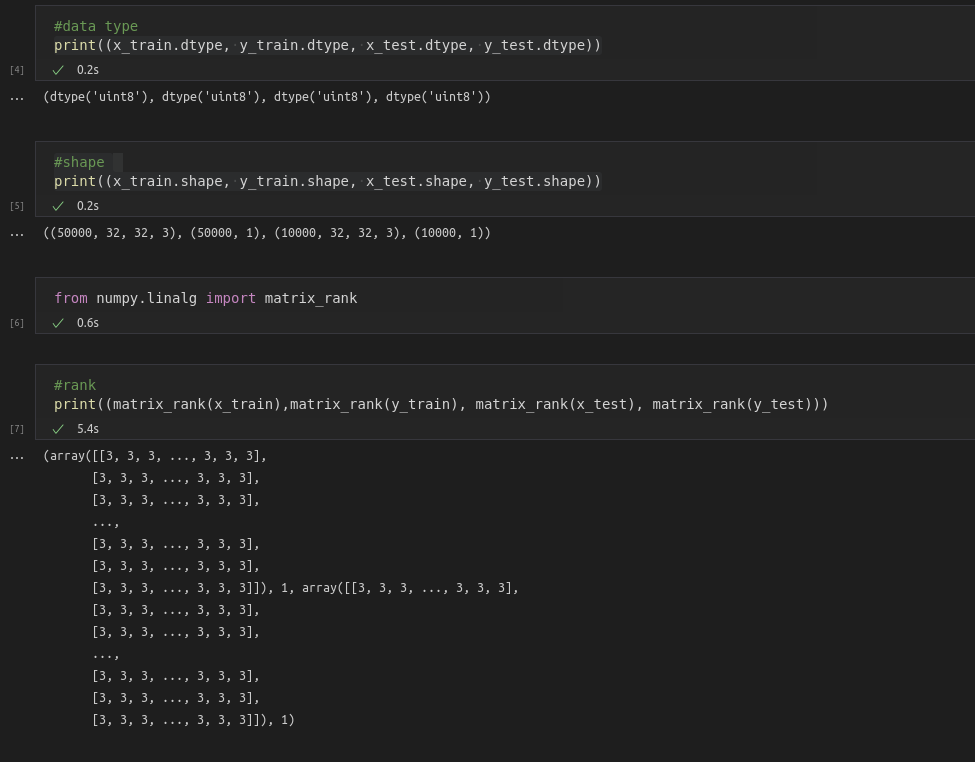 #data type
print((x_train.dtype, y_train.dtype, x_test.dtype, y_test.dtype))
[4]
0.2s
... (dtype('uint8'), dtype('uint8'), dtype('uint8'), dtype('uint8'))
#shape
print((x_train.shape, y_train.shape, x_test.shape, y_test.shape))
[5]
0.2s
... ((50000, 32, 32, 3), (50000, 1), (10000, 32, 32, 3), (10000, 1))
from numpy.linalg import matrix_rank
[6]
0.6s
#rank
print((matrix_rank(x_train),matrix_rank(y_train), matrix_rank(x_test), matrix_rank(y_test)))
[7]
5.4s
... (array([[3, 3, 3, ..., 3, 3, 3],
[3, 3, 3, ..., 3, 3, 3],
[3, 3, 3, ..., 3, 3, 3],
...,
[3, 3, 3, ..., 3, 3, 3],
[3, 3, 3, ..., 3, 3, 3],
[3, 3, 3, ..., 3, 3, 3]]), 1, array([[3, 3, 3, ..., 3, 3, 3],
[3, 3, 3, ..., 3, 3, 3],
[3, 3, 3, ..., 3, 3, 3],
...,
[3, 3, 3, ..., 3, 3, 3],
[3, 3, 3, ..., 3, 3, 3],
[3, 3, 3, ..., 3, 3, 3]]), 1)